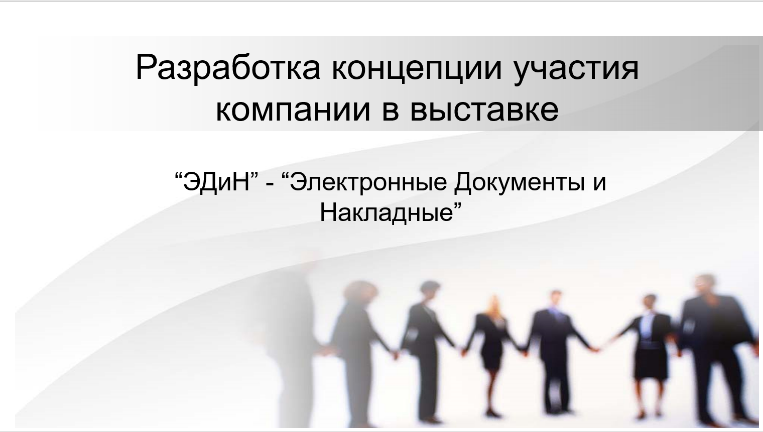 Разработка концепции участия
компании в выставке
“ЭДиН” - “Электронные Документы и
Накладные”